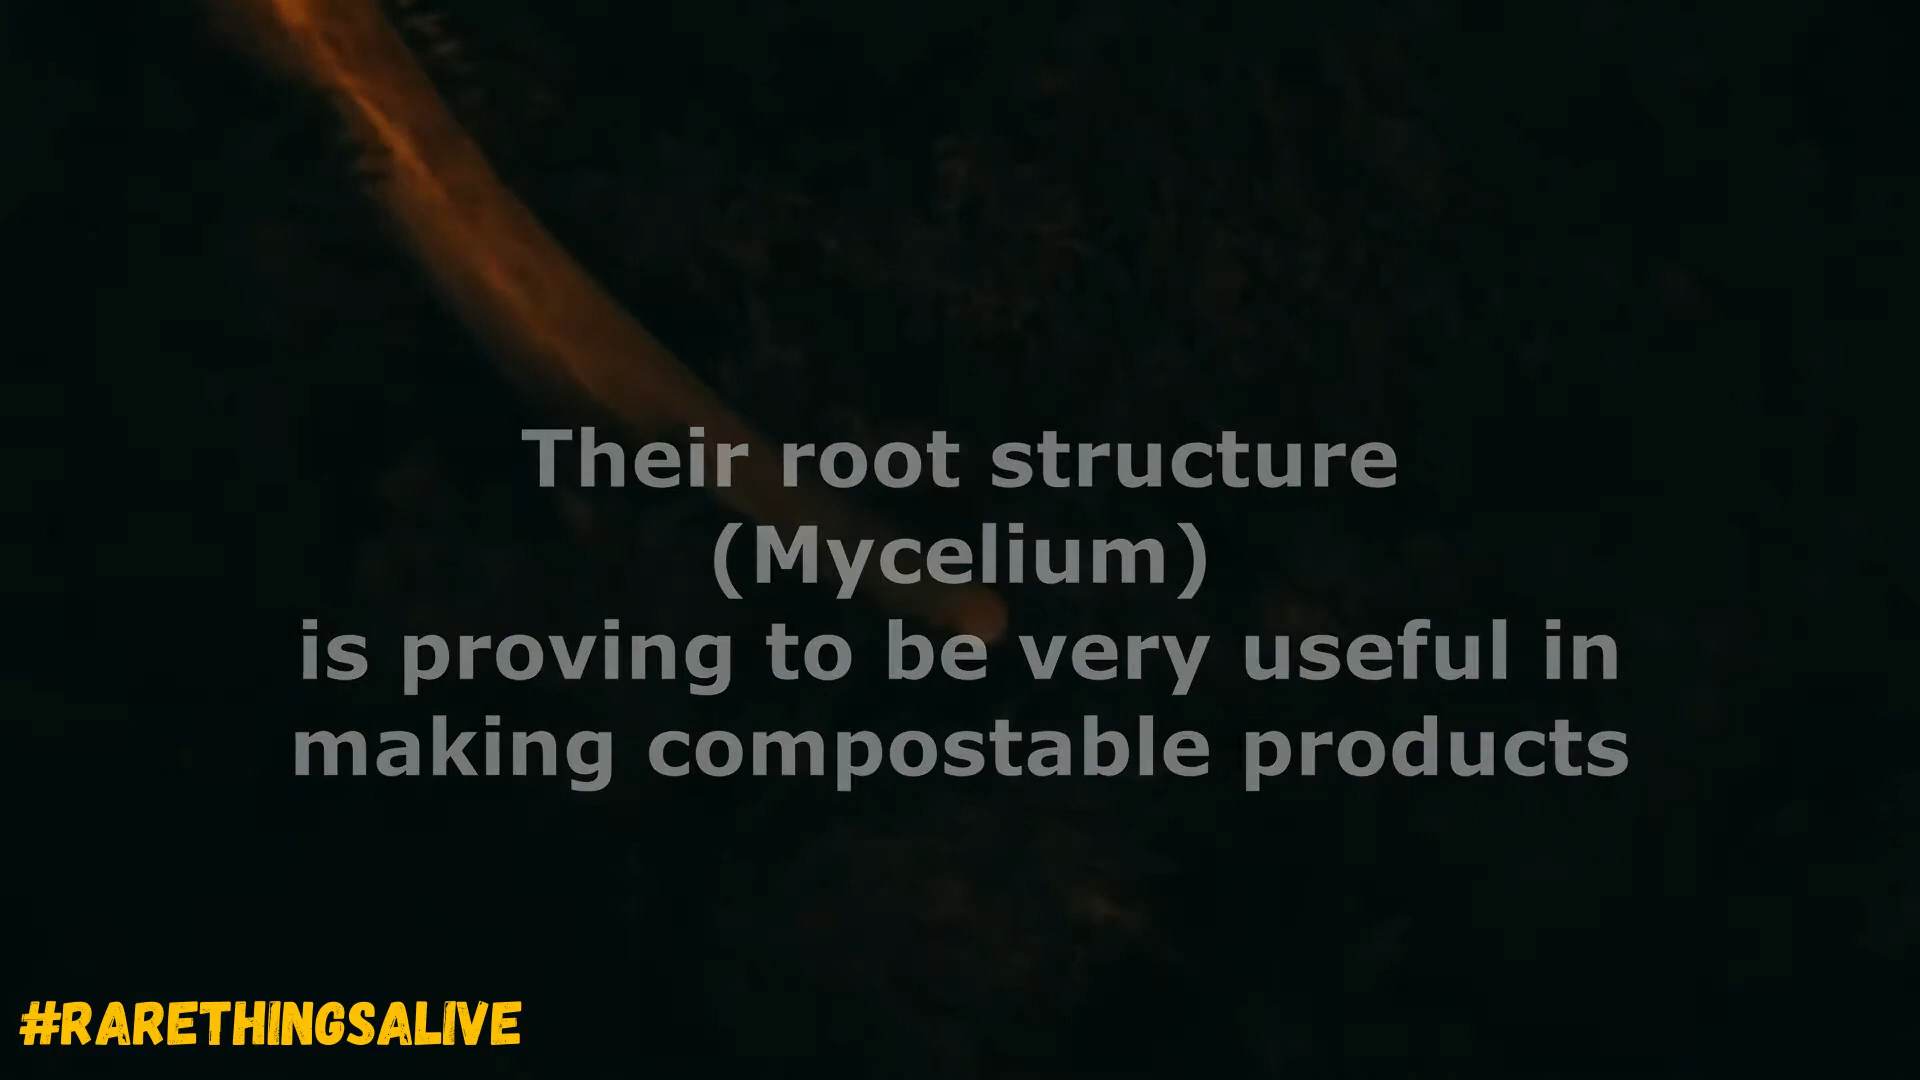 Their root structure
(Mycelium)
is proving to be very useful in
making compostable products
#RARETHINGSALIVE